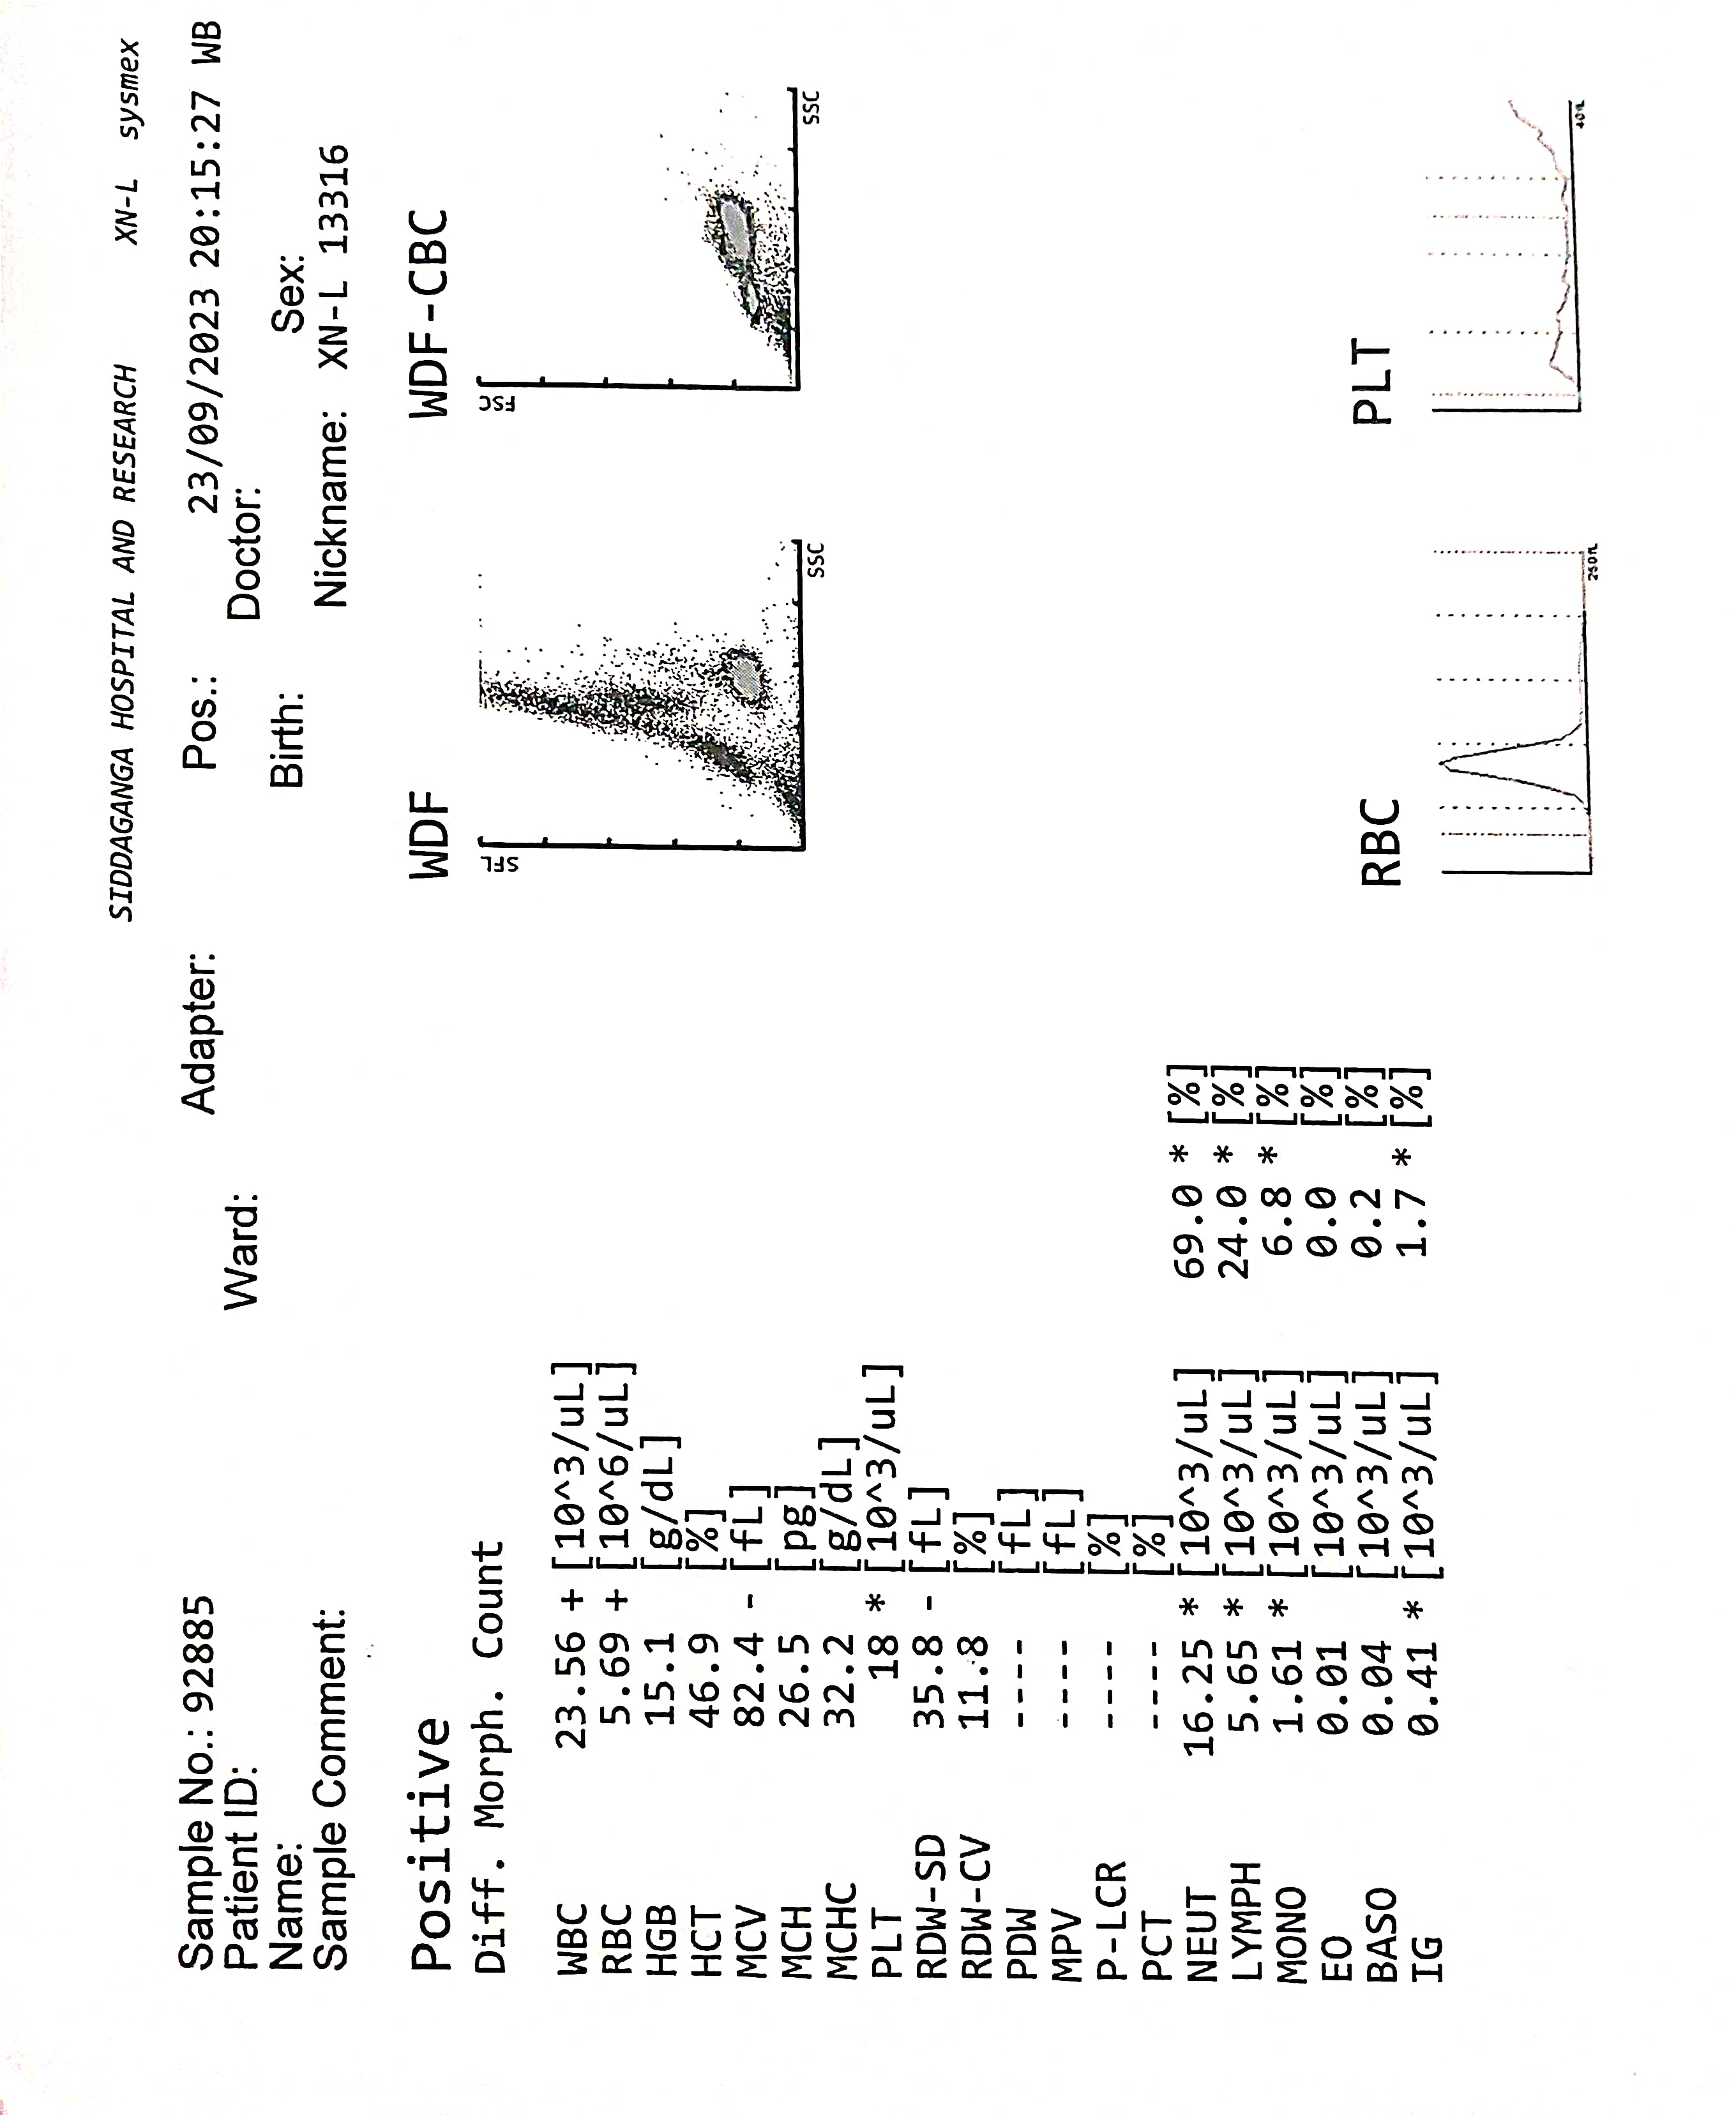 SIDDAGANGA HOSPITAL AND RESEARCH XN-L sysmex
Sample No.: 92885 Adapter: Pos.: 23/09/2023 20:15:27 WB
Patient ID: Ward: Doctor:
Name: Birth: Sex:
Sample Comment: Nickname: XN-L 13316
Positive
Diff. Morph. Count
WBC 23.56 + [10^3/uL]
RBC 5.69 + [10^6/uL]
HGB 15.1 [g/dL]
HCT 46.9 [%]
MCV 82.4 - [fL]
MCH 26.5 [pg]
MCHC 32.2 [g/dL]
PLT 18 * [10^3/uL]
RDW-SD 35.8 - [fL]
RDW-CV 11.8 [%]
PDW ---- [fL]
MPV ---- [fL]
P-LCR ---- [%]
PCT ---- [%]
NEUT 16.25 * [10^3/uL] 69.0 * [%]
LYMPH 5.65 * [10^3/uL] 24.0 * [%]
MONO 1.61 * [10^3/uL] 6.8 * [%]
EO 0.01 [10^3/uL] 0.0 [%]
BASO 0.04 [10^3/uL] 0.2 [%]
IG 0.41 * [10^3/uL] 1.7 * [%]
WDF
SFL
SSC
WDF-CBC
FSC
SSC
RBC
250fL
PLT
40fL